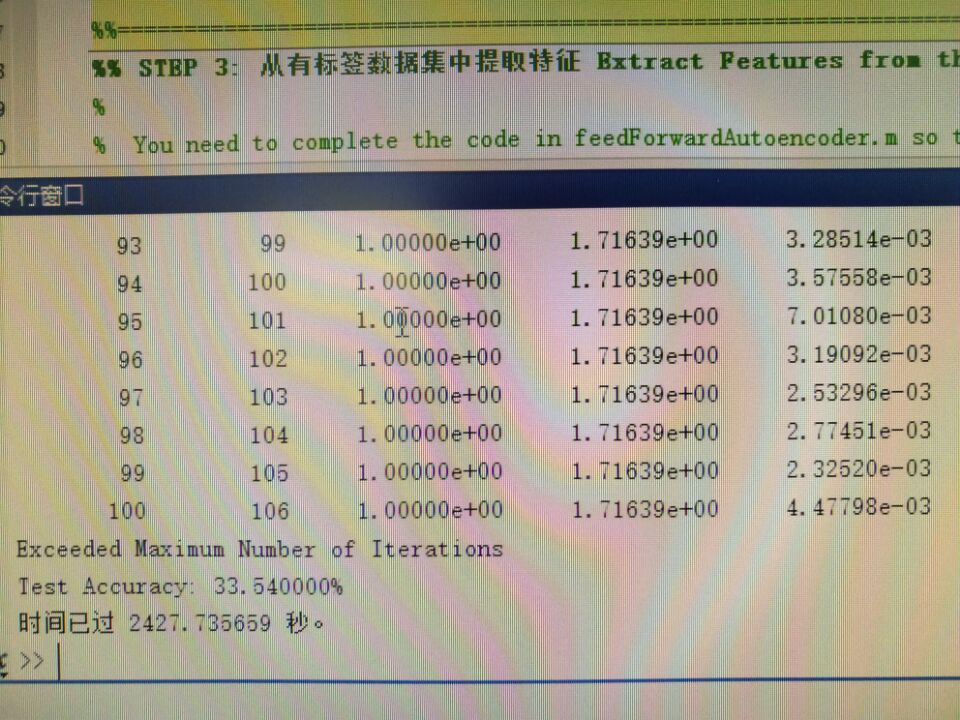 %%==========
%% STEP 3: 从有标签数据集中提取特征 Extract Features from
%
% You need to complete the code in feedForwardAutoencoder.m so
令行窗口
93 99 1.00000e+00 1.71639e+00 3.28514e-03
94 100 1.00000e+00 1.71639e+00 3.57558e-03
95 101 1.00000e+00 1.71639e+00 7.01080e-03
96 102 1.00000e+00 1.71639e+00 3.19092e-03
97 103 1.00000e+00 1.71639e+00 2.53296e-03
98 104 1.00000e+00 1.71639e+00 2.77451e-03
99 105 1.00000e+00 1.71639e+00 2.32520e-03
100 106 1.00000e+00 1.71639e+00 4.47798e-03
Exceeded Maximum Number of Iterations
Test Accuracy: 33.540000%
时间已过 2427.735659 秒。
>>